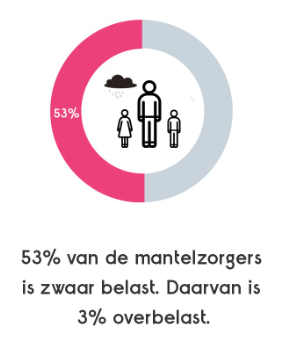 53%
53% van de mantelzorgers
is zwaar belast. Daarvan is
3% overbelast.